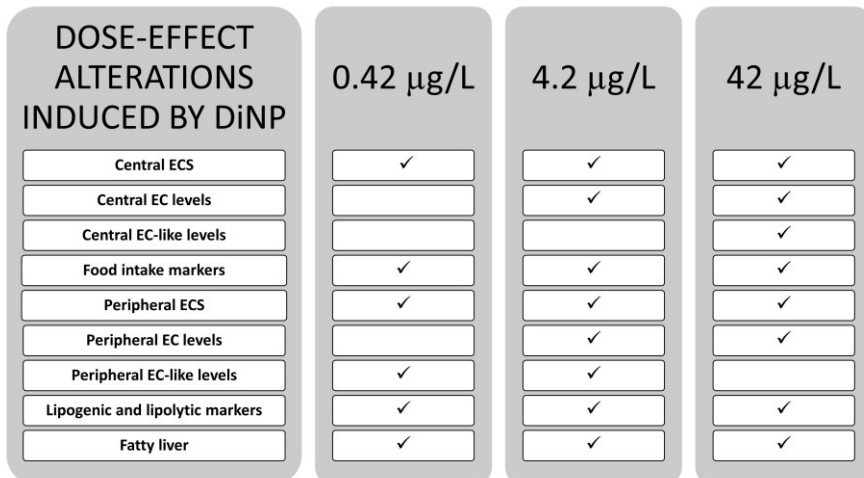 DOSE-EFFECT
ALTERATIONS
INDUCED BY DiNP
0.42 µg/L
4.2 µg/L
42 µg/L
Central ECS ✓ ✓ ✓
Central EC levels ✓ ✓
Central EC-like levels ✓
Food intake markers ✓ ✓ ✓
Peripheral ECS ✓ ✓ ✓
Peripheral EC levels ✓ ✓
Peripheral EC-like levels ✓ ✓
Lipogenic and lipolytic markers ✓ ✓ ✓
Fatty liver ✓ ✓ ✓